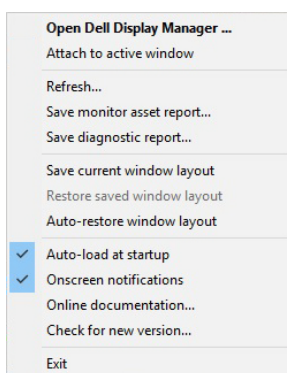 Open Dell Display Manager ...
Attach to active window
Refresh...
Save monitor asset report...
Save diagnostic report...
Save current window layout
Restore saved window layout
Auto-restore window layout
Auto-load at startup
Onscreen notifications
Online documentation...
Check for new version...
Exit